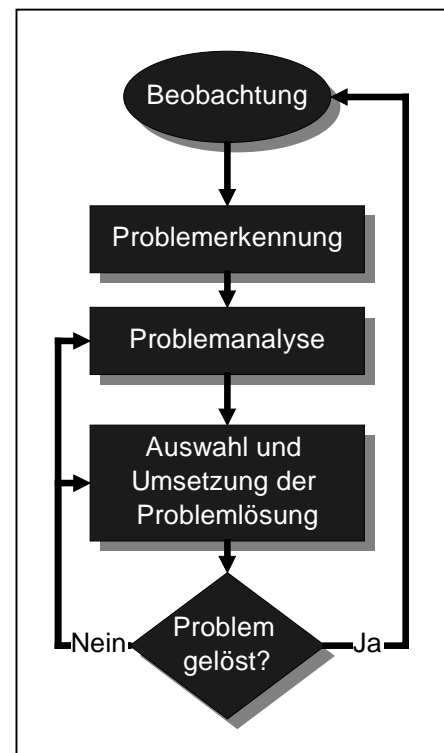 Beobachtung
Problemerkennung
Problemanalyse
Auswahl und
Umsetzung der
Problemlösung
Problem
gelöst?
Nein
Ja